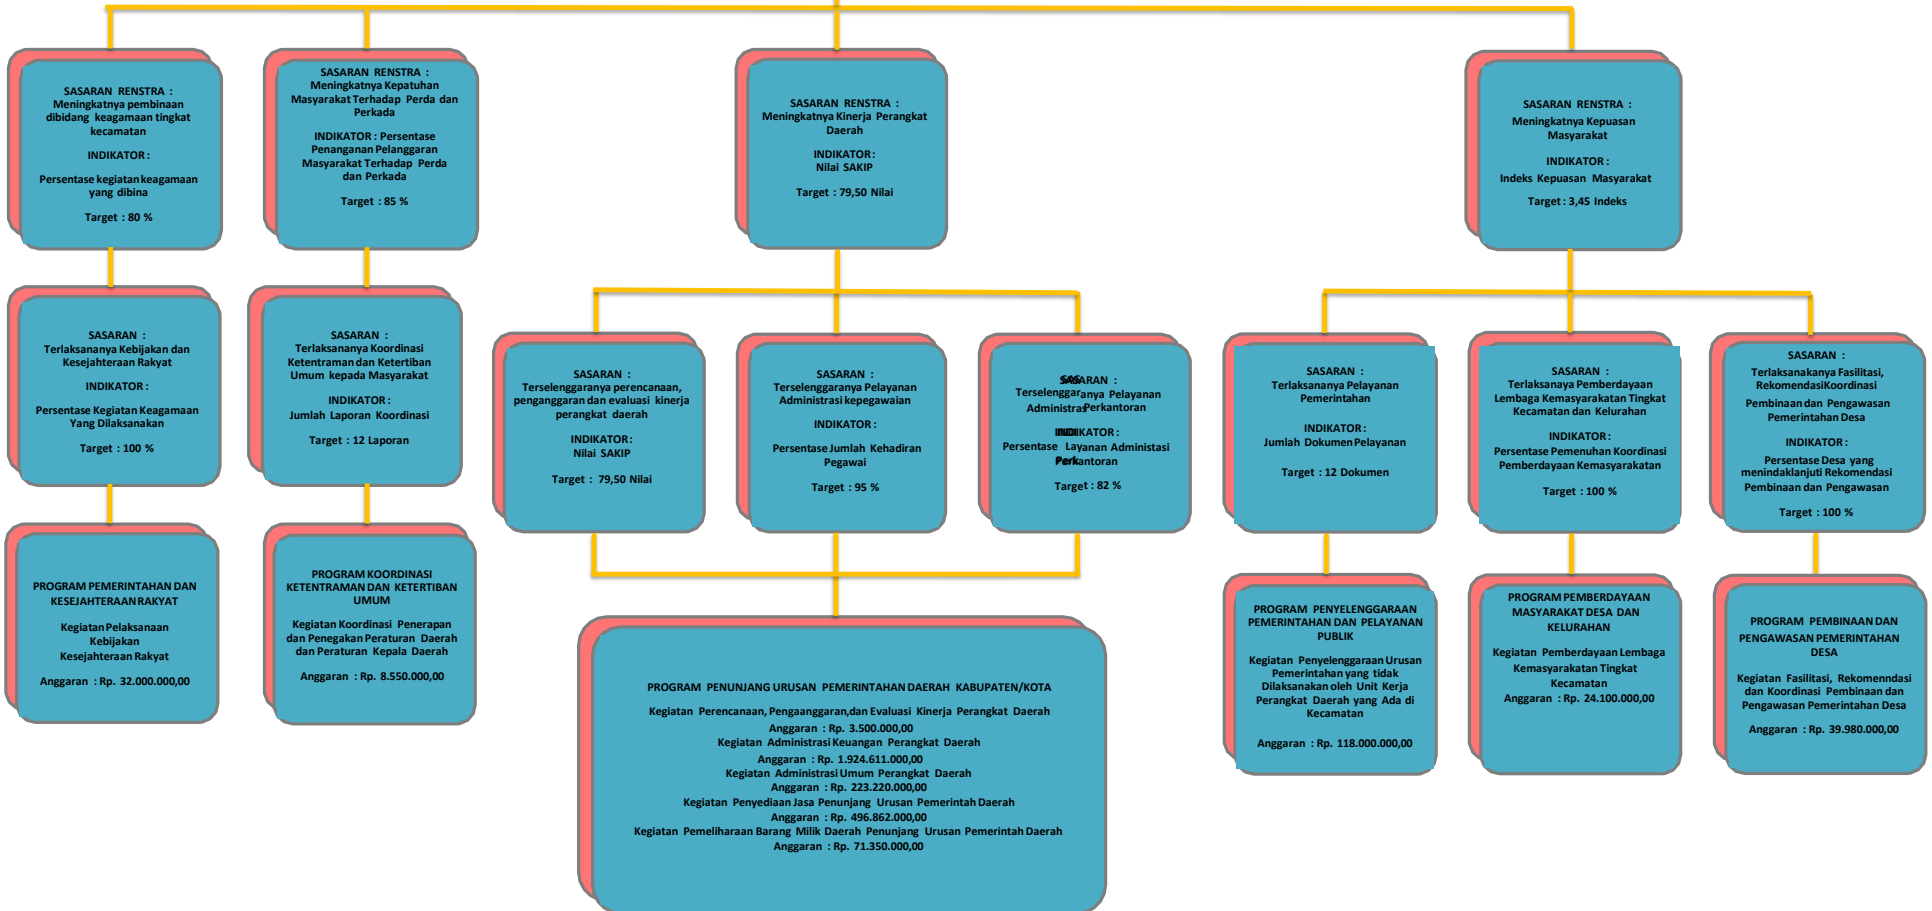 SASARAN RENSTRA :
Meningkatnya pembinaan
dibidang keagamaan tingkat
kecamatan
INDIKATOR :
Persentase kegiatan keagamaan
yang dibina
Target : 80 %
SASARAN RENSTRA :
Meningkatnya Kepatuhan
Masyarakat Terhadap Perda dan
Perkada
INDIKATOR : Persentase
Penanganan Pelanggaran
Masyarakat Terhadap Perda
dan Perkada
Target : 85 %
SASARAN RENSTRA :
Meningkatnya Kinerja Perangkat
Daerah
INDIKATOR :
Nilai SAKIP
Target : 79,50 Nilai
SASARAN RENSTRA :
Meningkatnya Kepuasan
Masyarakat
INDIKATOR :
Indeks Kepuasan Masyarakat
Target : 3,45 Indeks
SASARAN :
Terlaksananya Kebijakan dan
Kesejahteraan Rakyat
INDIKATOR :
Persentase Kegiatan Keagamaan
Yang Dilaksanakan
Target : 100 %
SASARAN :
Terlaksananya Koordinasi
Ketentraman dan Ketertiban
Umum kepada Masyarakat
INDIKATOR :
Jumlah Laporan Koordinasi
Target : 12 Laporan
SASARAN :
Terselenggaranya perencanaan,
penganggaran dan evaluasi kinerja
perangkat daerah
INDIKATOR :
Nilai SAKIP
Target : 79,50 Nilai
SASARAN :
Terselenggaranya Pelayanan
Administrasi kepegawaian
INDIKATOR :
Persentase Jumlah Kehadiran
Pegawai
Target : 95 %
SASARAN :
Terselenggaranya Pelayanan
Administras Perkantoran
INDIKATOR :
Persentase Layanan Administasi
Perkantoran
Target : 82 %
SASARAN :
Terlaksananya Pelayanan
Pemerintahan
INDIKATOR :
Jumlah Dokumen Pelayanan
Target : 12 Dokumen
SASARAN :
Terlaksanaya Pemberdayaan
Lembaga Kemasyarakatan Tingkat
Kecamatan dan Kelurahan
INDIKATOR :
Persentase Pemenuhan Koordinasi
Pemberdayaan Kemasyarakatan
Target : 100 %
SASARAN :
Terlaksanakanya Fasilitasi,
Rekomendasi Koordinasi
Pembinaan dan Pengawasan
Pemerintahan Desa
INDIKATOR :
Persentase Desa yang
menindaklanjuti Rekomendasi
Pembinaan dan Pengawasan
Target : 100 %
PROGRAM PEMERINTAHAN DAN
KESEJAHTERAAN RAKYAT
Kegiatan Pelaksanaan
Kebijakan
Kesejahteraan Rakyat
Anggaran : Rp. 32.000.000,00
PROGRAM KOORDINASI
KETENTRAMAN DAN KETERTIBAN
UMUM
Kegiatan Koordinasi Penerapan
dan Penegakan Peraturan Daerah
dan Peraturan Kepala Daerah
Anggaran : Rp. 8.550.000,00
PROGRAM PENUNJANG URUSAN PEMERINTAHAN DAERAH KABUPATEN/KOTA
Kegiatan Perencanaan, Pengaanggaran,dan Evaluasi Kinerja Perangkat Daerah
Anggaran : Rp. 3.500.000,00
Kegiatan Administrasi Keuangan Perangkat Daerah
Anggaran : Rp. 1.924.611.000,00
Kegiatan Administrasi Umum Perangkat Daerah
Anggaran : Rp. 223.220.000,00
Kegiatan Penyediaan Jasa Penunjang Urusan Pemerintah Daerah
Anggaran : Rp. 496.862.000,00
Kegiatan Pemeliharaan Barang Milik Daerah Penunjang Urusan Pemerintah Daerah
Anggaran : Rp. 71.350.000,00
PROGRAM PENYELENGGARAAN
PEMERINTAHAN DAN PELAYANAN
PUBLIK
Kegiatan Penyelenggaraan Urusan
Pemerintahan yang tidak
Dilaksanakan oleh Unit Kerja
Perangkat Daerah yang Ada di
Kecamatan
Anggaran : Rp. 118.000.000,00
PROGRAM PEMBERDAYAAN
MASYARAKAT DESA DAN
KELURAHAN
Kegiatan Pemberdayaan Lembaga
Kemasyarakatan Tingkat
Kecamatan
Anggaran : Rp. 24.100.000,00
PROGRAM PEMBINAAN DAN
PENGAWASAN PEMERINTAHAN
DESA
Kegiatan Fasilitasi, Rekomenndasi
dan Koordinasi Pembinaan dan
Pengawasan Pemerintahan Desa
Anggaran : Rp. 39.980.000,00